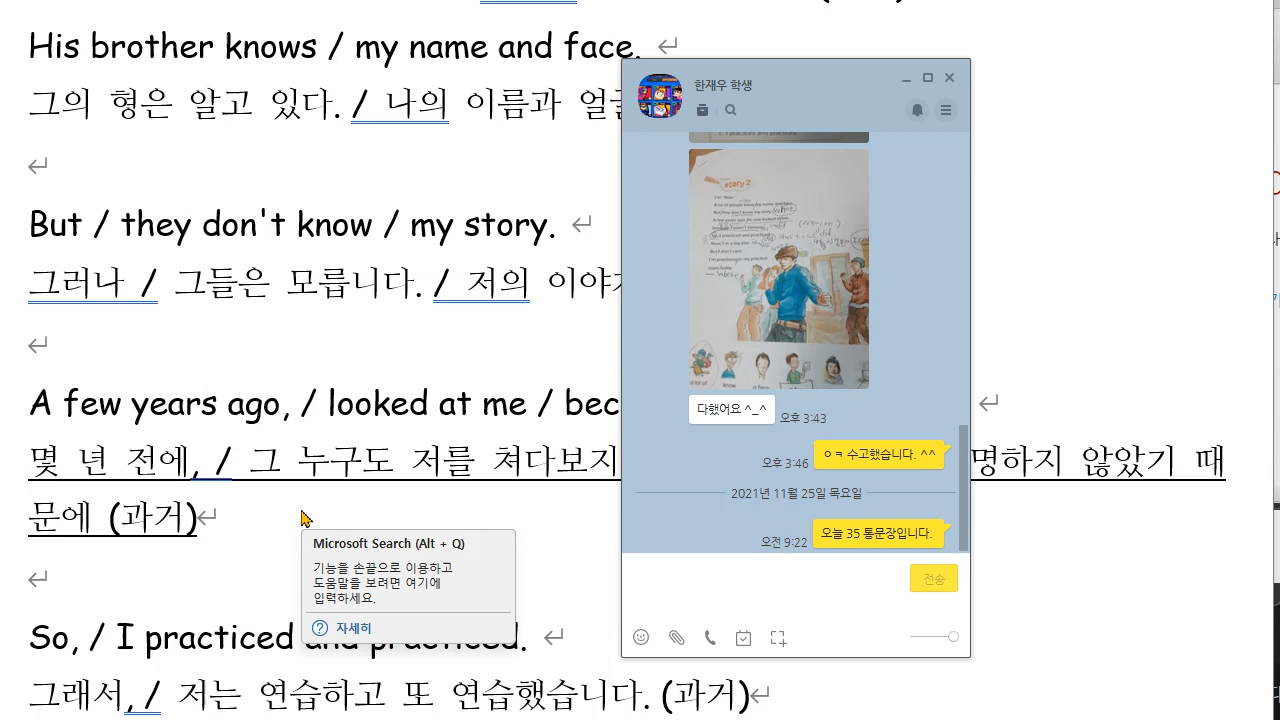 His brother knows / my name and face.
그의 형은 알고 있다. / 나의 이름과
But / they don't know / my story.
그러나 / 그들은 모릅니다. / 저의
A few years ago, / looked at me /
몇 년 전에, / 그 누구도 저를 쳐다보지
명하지 않았기 때
문에 (과거)
So, / I practiced and practiced.
그래서, / 저는 연습하고 또 연습했습니다. (과거)
Microsoft Search (Alt + Q)
기능을 손끝으로 이용하고
도움말을 보려면 여기에
입력하세요.
자세히
한재우 학생
story 2
다했어요 ^_^
오후 3:43
ㅇㅋ 수고했습니다. ^^
오후 3:46
2021년 11월 25일 목요일
오늘 35 통문장입니다.
오전 9:22
전송